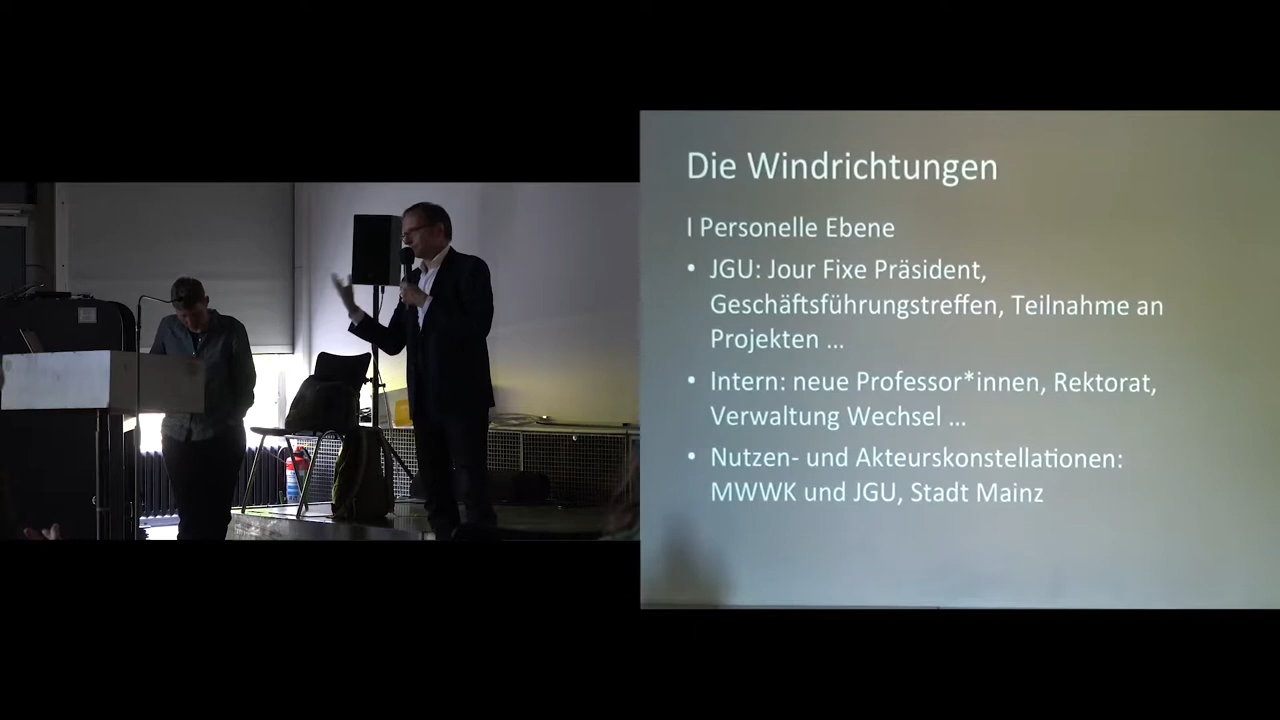 Die Windrichtungen
I Personelle Ebene
• JGU: Jour Fixe Präsident,
Geschäftsführungstreffen, Teilnahme an
Projekten ...
• Intern: neue Professor*innen, Rektorat,
Verwaltung Wechsel ...
• Nutzen- und Akteurskonstellationen:
MWWK und JGU, Stadt Mainz